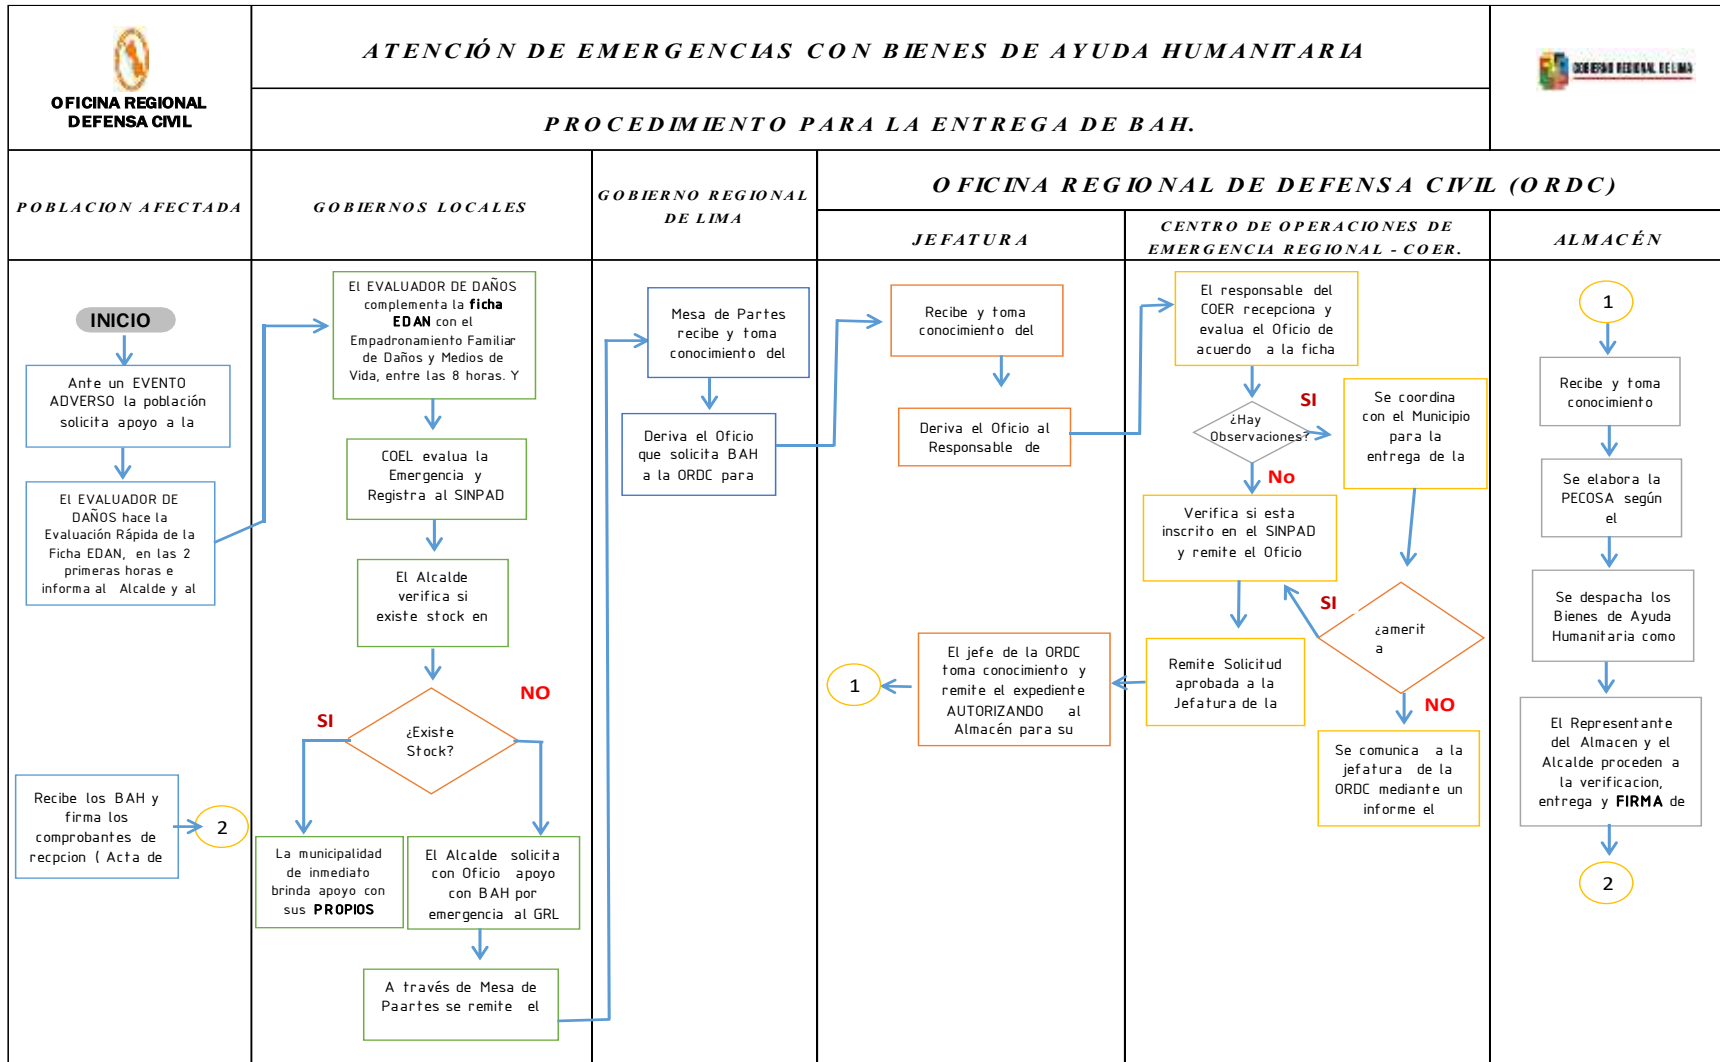 OFICINA REGIONAL
DEFENSA CIVIL
ATENCIÓN DE EMERGENCIAS CON BIENES DE AYUDA HUMANITARIA
PROCEDIMIENTO PARA LA ENTREGA DE BAH.
GOBIERNO REGIONAL DE LIMA
POBLACION AFECTADA
GOBIERNOS LOCALES
GOBIERNO REGIONAL
DE LIMA
OFICINA REGIONAL DE DEFENSA CIVIL (ORDC)
JEFATURA
CENTRO DE OPERACIONES DE
EMERGENCIA REGIONAL - COER.
ALMACÉN
INICIO
Ante un EVENTO
ADVERSO la población
solicita apoyo a la
El EVALUADOR DE
DAÑOS hace la
Evaluación Rápida de la
Ficha EDAN, en las 2
primeras horas e
informa al Alcalde y al
Recibe los BAH y
firma los
comprobantes de
recpcion ( Acta de
2
El EVALUADOR DE DAÑOS
complementa la ficha
EDAN con el
Empadronamiento Familiar
de Daños y Medios de
Vida, entre las 8 horas. Y
COEL evalua la
Emergencia y
Registra al SINPAD
El Alcalde
verifica si
existe stock en
NO
SI
¿Existe
Stock?
La municipalidad
de inmediato
brinda apoyo con
sus PROPIOS
El Alcalde solicita
con Oficio apoyo
con BAH por
emergencia al GRL
A través de Mesa de
Paartes se remite el
Mesa de Partes
recibe y toma
conocimiento del
Deriva el Oficio
que solicita BAH
a la ORDC para
Recibe y toma
conocimiento del
Deriva el Oficio al
Responsable de
El jefe de la ORDC
toma conocimiento y
remite el expediente
AUTORIZANDO al
Almacén para su
1
El responsable del
COER recepciona y
evalua el Oficio de
acuerdo a la ficha
¿Hay
Observaciones?
SI
No
Se coordina
con el Municipio
para la
entrega de la
Verifica si esta
inscrito en el SINPAD
y remite el Oficio
SI
¿amerit
a
NO
Remite Solicitud
aprobada a la
Jefatura de la
Se comunica a la
jefatura de la
ORDC mediante un
informe el
1
Recibe y toma
conocimiento
Se elabora la
PECOSA según
el
Se despacha los
Bienes de Ayuda
Humanitaria como
El Representante
del Almacen y el
Alcalde proceden a
la verificacion,
entrega y FIRMA de
2